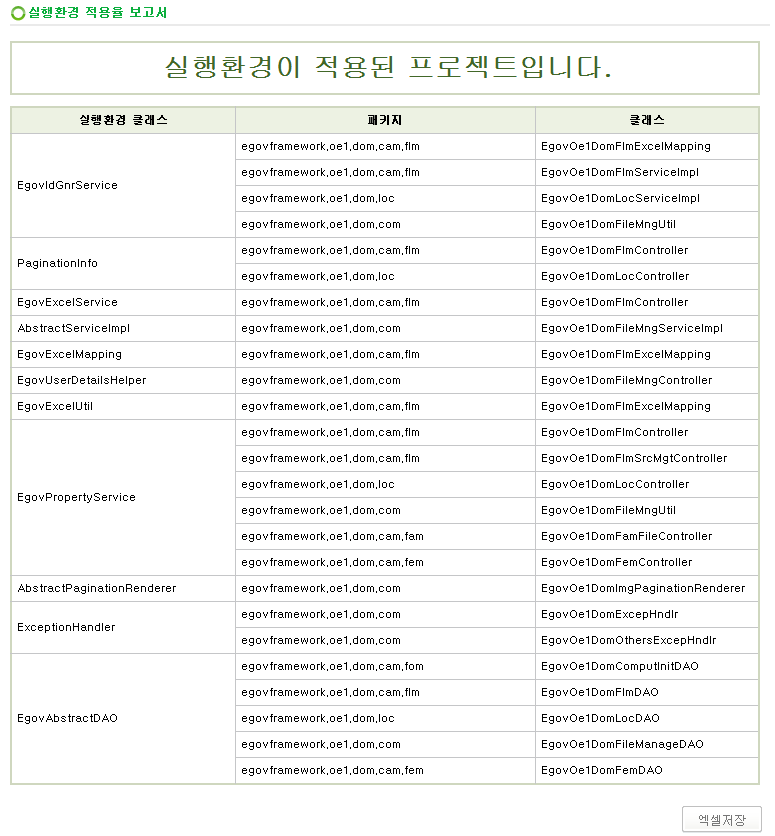 실행환경 적용율 보고서
실행환경이 적용된 프로젝트입니다.
실행환경 클래스 패키지 클래스
EgovIdGnrService egovframework.oe1.dom.cam.flm EgovOe1DomFlmExcelMapping
egovframework.oe1.dom.cam.flm EgovOe1DomFlmServiceImpl
egovframework.oe1.dom.loc EgovOe1DomLocServiceImpl
egovframework.oe1.dom.com EgovOe1DomFileMngUtil
PaginationInfo egovframework.oe1.dom.cam.flm EgovOe1DomFlmController
egovframework.oe1.dom.loc EgovOe1DomLocController
EgovExcelService egovframework.oe1.dom.cam.flm EgovOe1DomFlmController
AbstractServiceImpl egovframework.oe1.dom.com EgovOe1DomFileMngServiceImpl
EgovExcelMapping egovframework.oe1.dom.cam.flm EgovOe1DomFlmExcelMapping
EgovUserDetailsHelper egovframework.oe1.dom.com EgovOe1DomFileMngController
EgovExcelUtil egovframework.oe1.dom.cam.flm EgovOe1DomFlmExcelMapping
EgovPropertyService egovframework.oe1.dom.cam.flm EgovOe1DomFlmController
egovframework.oe1.dom.cam.flm EgovOe1DomFlmSrcMgtController
egovframework.oe1.dom.loc EgovOe1DomLocController
egovframework.oe1.dom.com EgovOe1DomFileMngUtil
egovframework.oe1.dom.cam.fam EgovOe1DomFamFileController
egovframework.oe1.dom.cam.fem EgovOe1DomFemController
AbstractPaginationRenderer egovframework.oe1.dom.com EgovOe1DomImgPaginationRenderer
ExceptionHandler egovframework.oe1.dom.com EgovOe1DomExcepHndlr
egovframework.oe1.dom.com EgovOe1DomOthersExcepHndlr
EgovAbstractDAO egovframework.oe1.dom.cam.fom EgovOe1DomComputInitDAO
egovframework.oe1.dom.cam.flm EgovOe1DomFlmDAO
egovframework.oe1.dom.loc EgovOe1DomLocDAO
egovframework.oe1.dom.com EgovOe1DomFileManageDAO
egovframework.oe1.dom.cam.fem EgovOe1DomFemDAO
엑셀저장